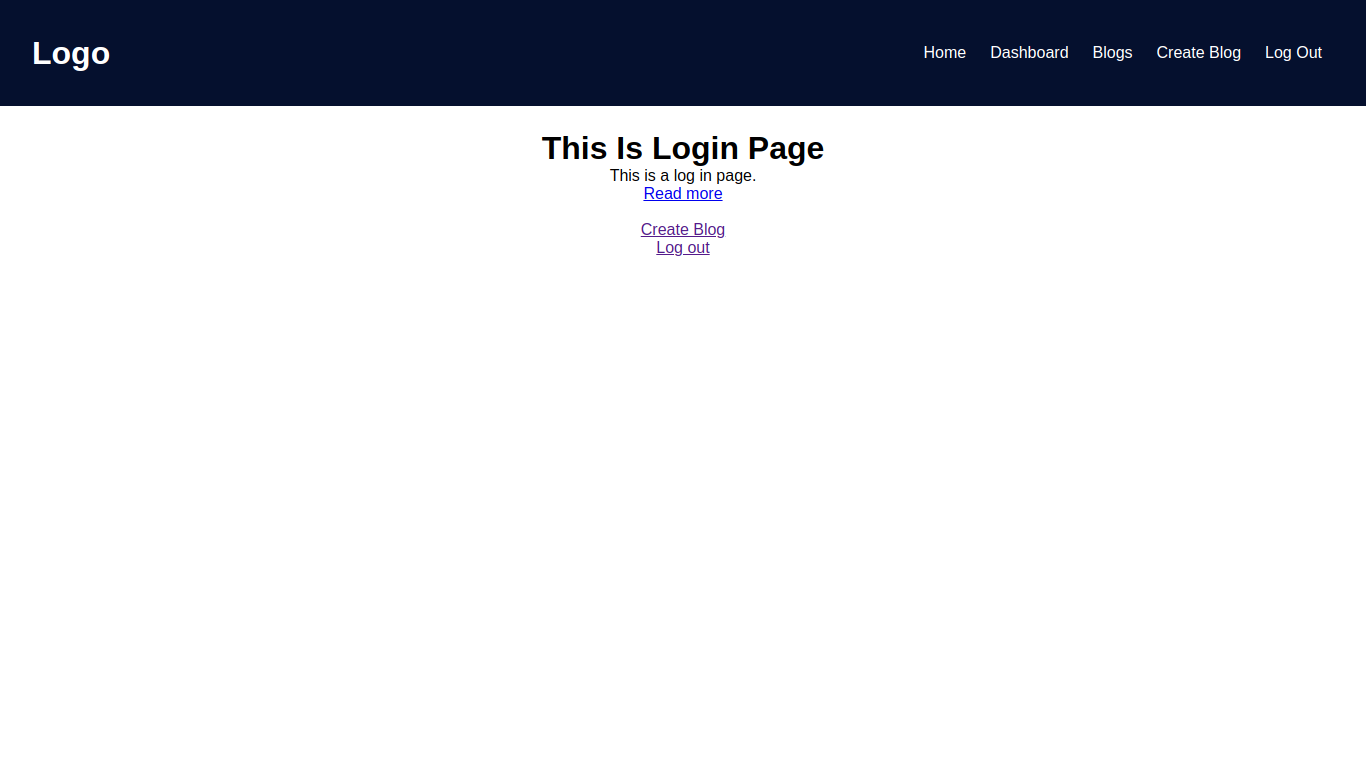 Logo
Home Dashboard Blogs Create Blog Log Out
This Is Login Page
This is a log in page.
Read more
Create Blog
Log out